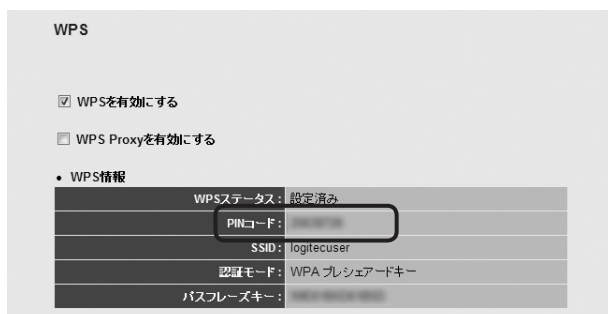 WPS
WPSを有効にする
WPS Proxyを有効にする
• WPS情報
WPSステータス: 設定済み
PINコード:
SSID: logitecuser
認証モード: WPA プレシェアードキー
パスフレーズキー: